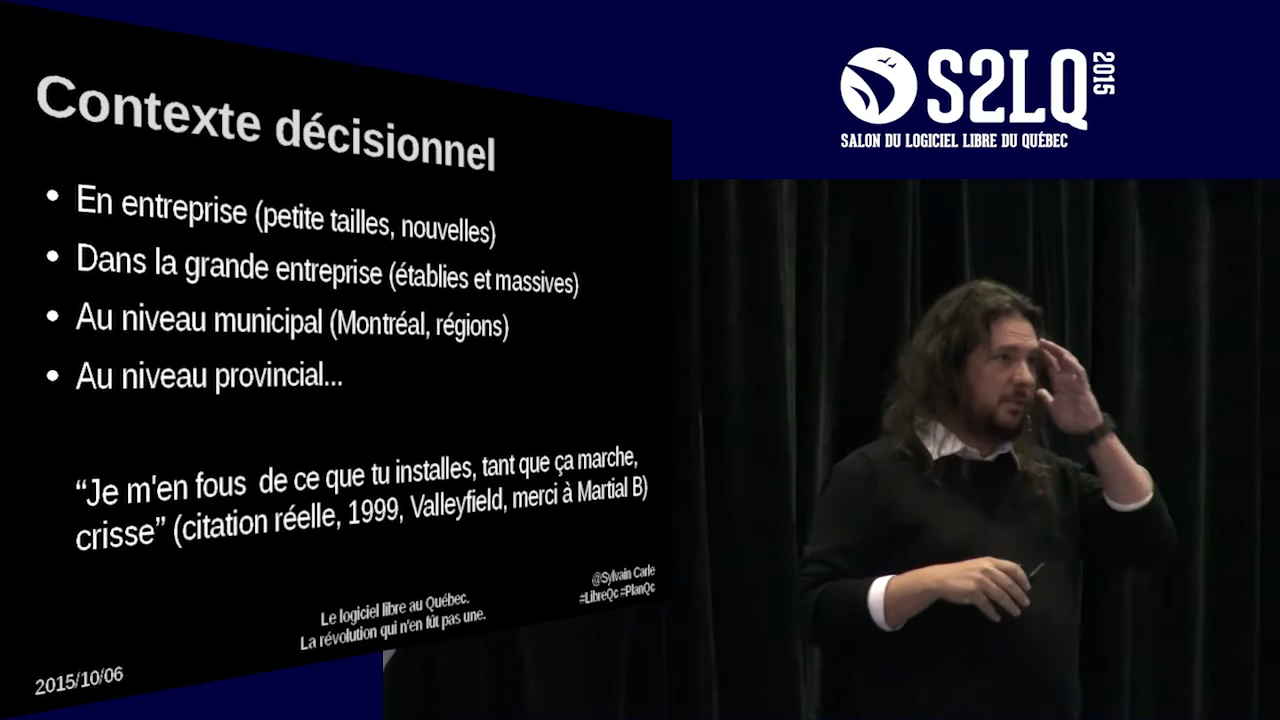 Contexte décisionnel
• En entreprise (petite tailles, nouvelles)
• Dans la grande entreprise (établies et massives)
• Au niveau municipal (Montréal, régions)
• Au niveau provincial...
“Je m'en fous de ce que tu installes, tant que ça marche,
crisse” (citation réelle, 1999, Valleyfield, merci à Martial B)
@Sylvain Carle
#LibreQc #PlanQc
Le logiciel libre au Québec.
La révolution qui n'en fût pas une.
2015/10/06
S2LQ 2015
SALON DU LOGICIEL LIBRE DU QUÉBEC